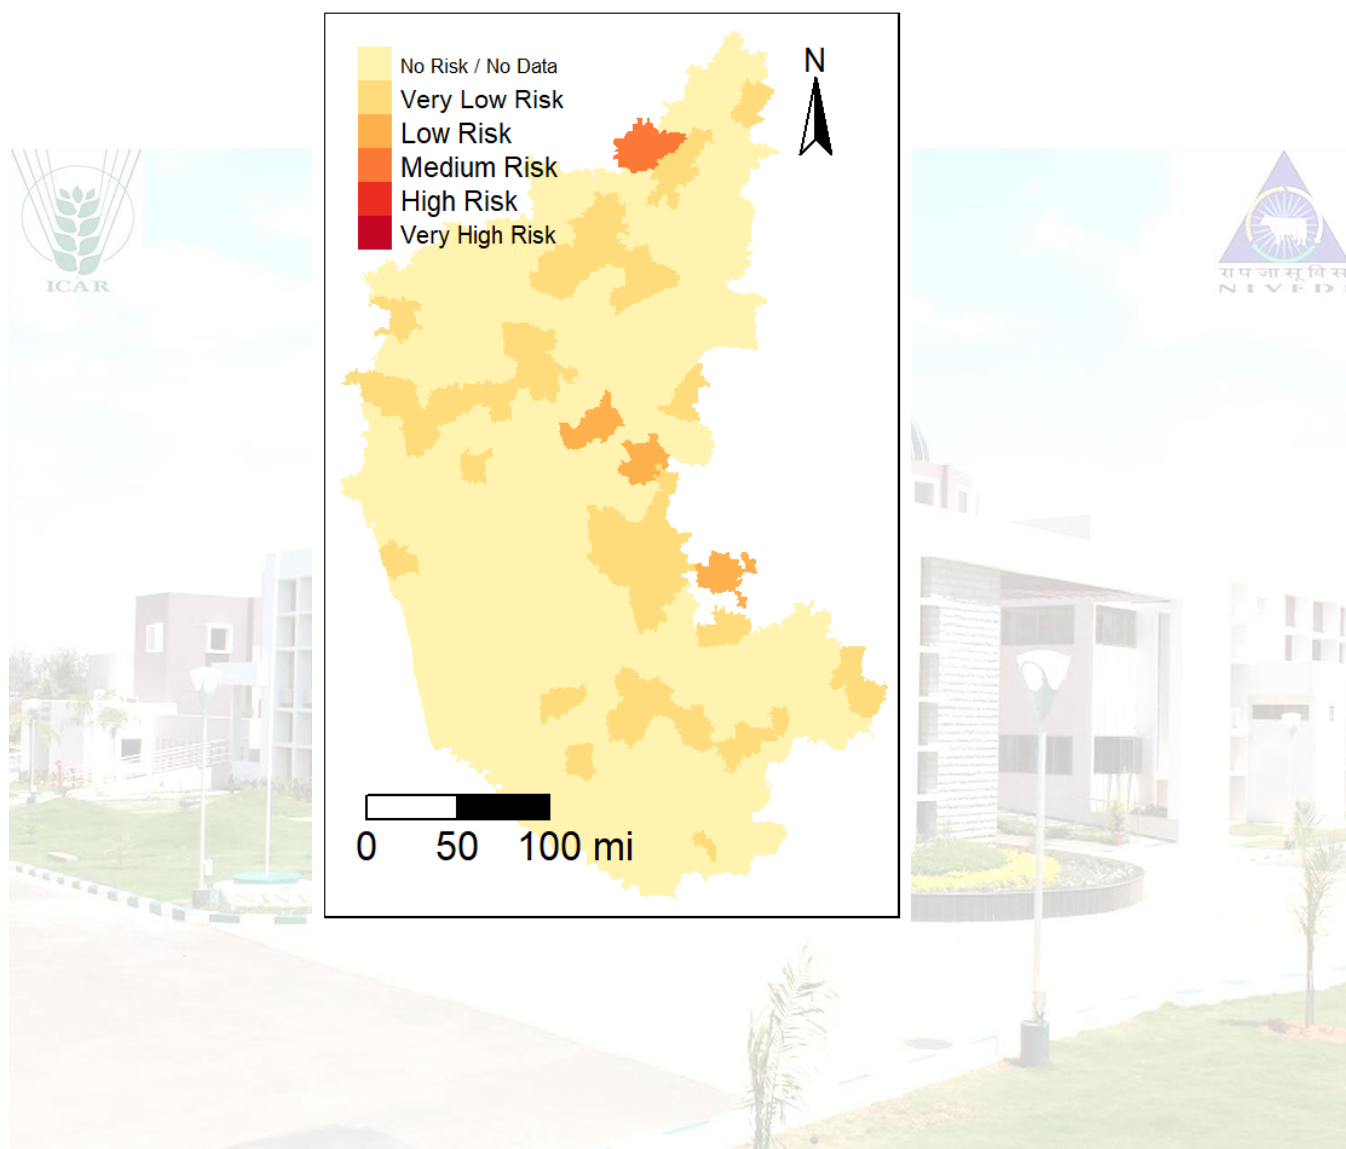 No Risk / No Data
Very Low Risk
Low Risk
Medium Risk
High Risk
Very High Risk
N
0 50 100 mi
ICAR
रा प जा सू वि स
NIVEDI